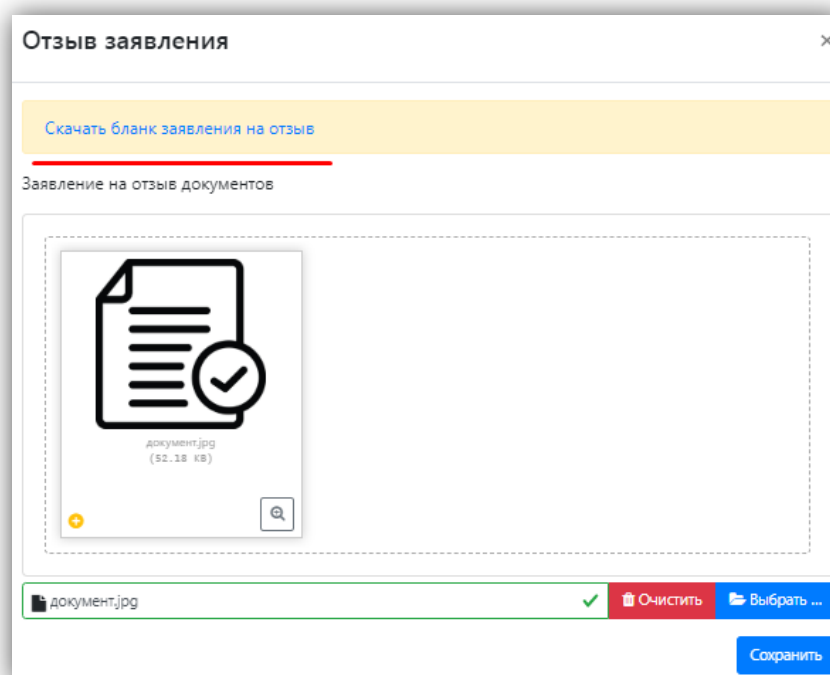 Отзыв заявления
Скачать бланк заявления на отзыв
Заявление на отзыв документов
документ.jpg
(52.18 KB)
документ.jpg
Очистить
Выбрать ...
Сохранить